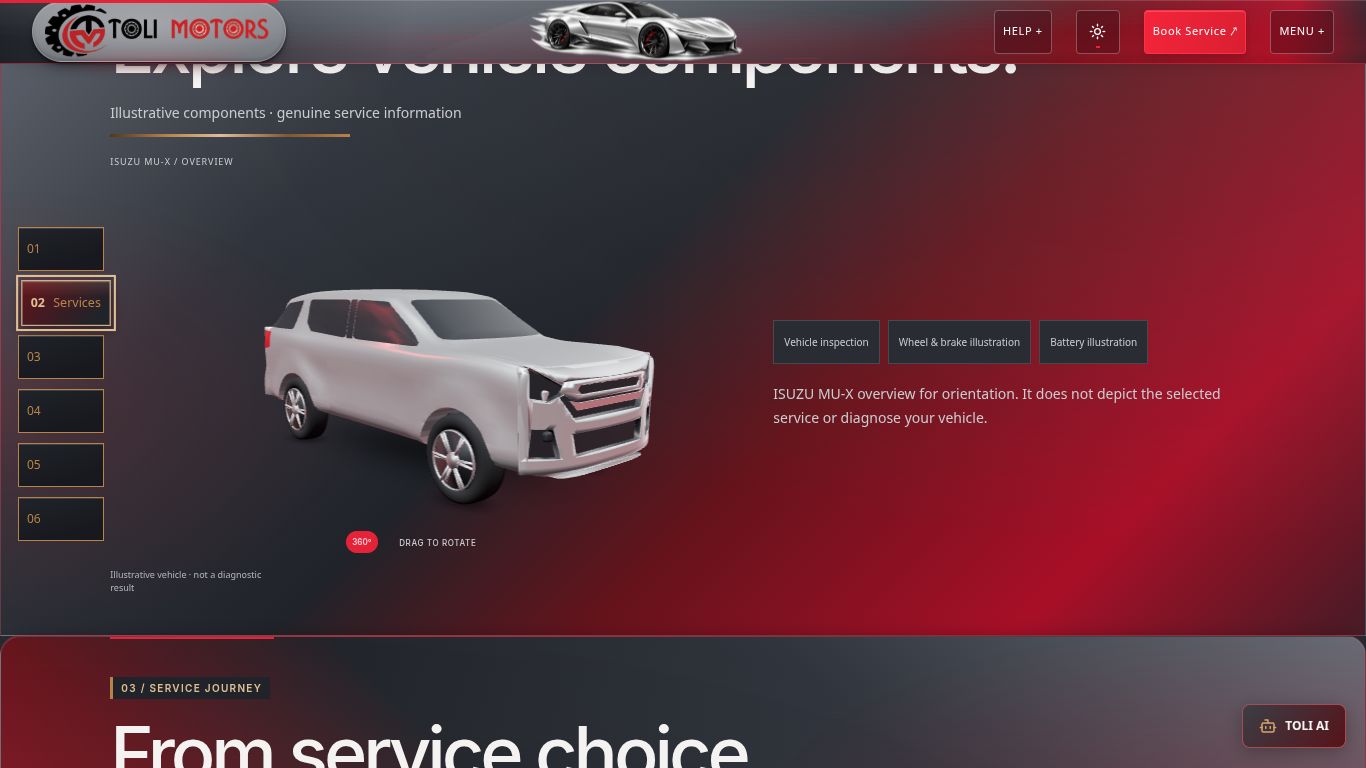 TOLI MOTORS
HELP +
Book Service ↗
MENU +
Explore vehicle components.
Illustrative components · genuine service information
ISUZU MU-X / OVERVIEW
01
02 Services
03
04
05
06
Vehicle inspection
Wheel & brake illustration
Battery illustration
ISUZU MU-X overview for orientation. It does not depict the selected
service or diagnose your vehicle.
360°
DRAG TO ROTATE
Illustrative vehicle · not a diagnostic
result
03 / SERVICE JOURNEY
From service choice
TOLI AI